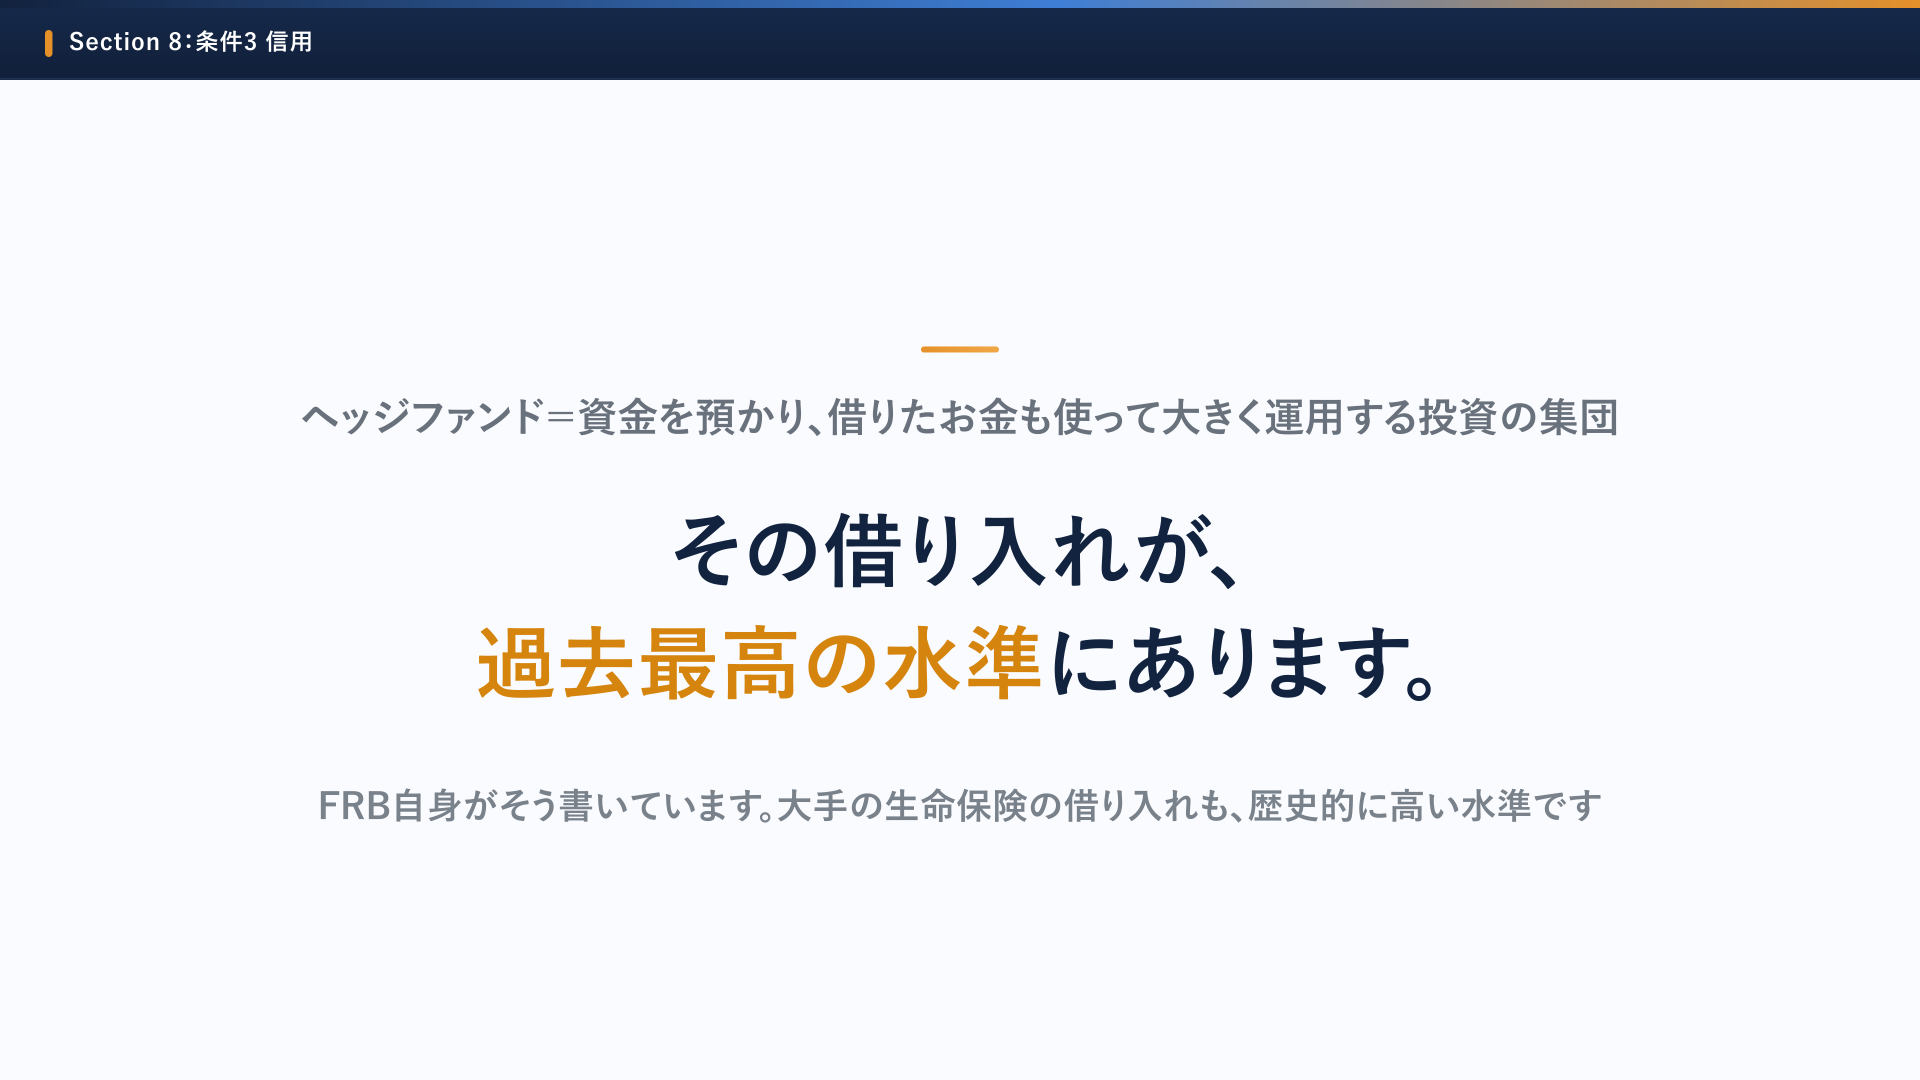 Section 8：条件3 信用
ヘッジファンド＝資金を預かり、借りたお金も使って大きく運用する投資の集団
その借り入れが、
過去最高の水準にあります。
FRB自身がそう書いています。大手の生命保険の借り入れも、歴史的に高い水準です